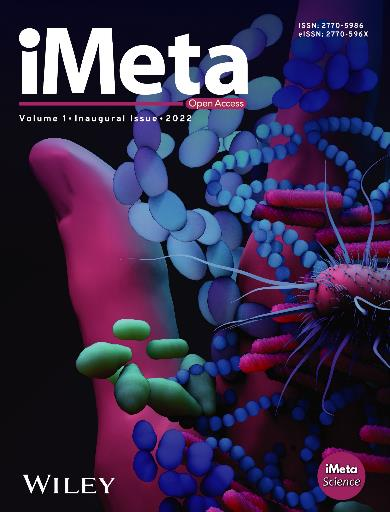 ISSN: 2770-5986
eISSN: 2770-596X
iMeta
Open Access
Volume 1•Inaugural Issue•2022
WILEY
iMeta
Science